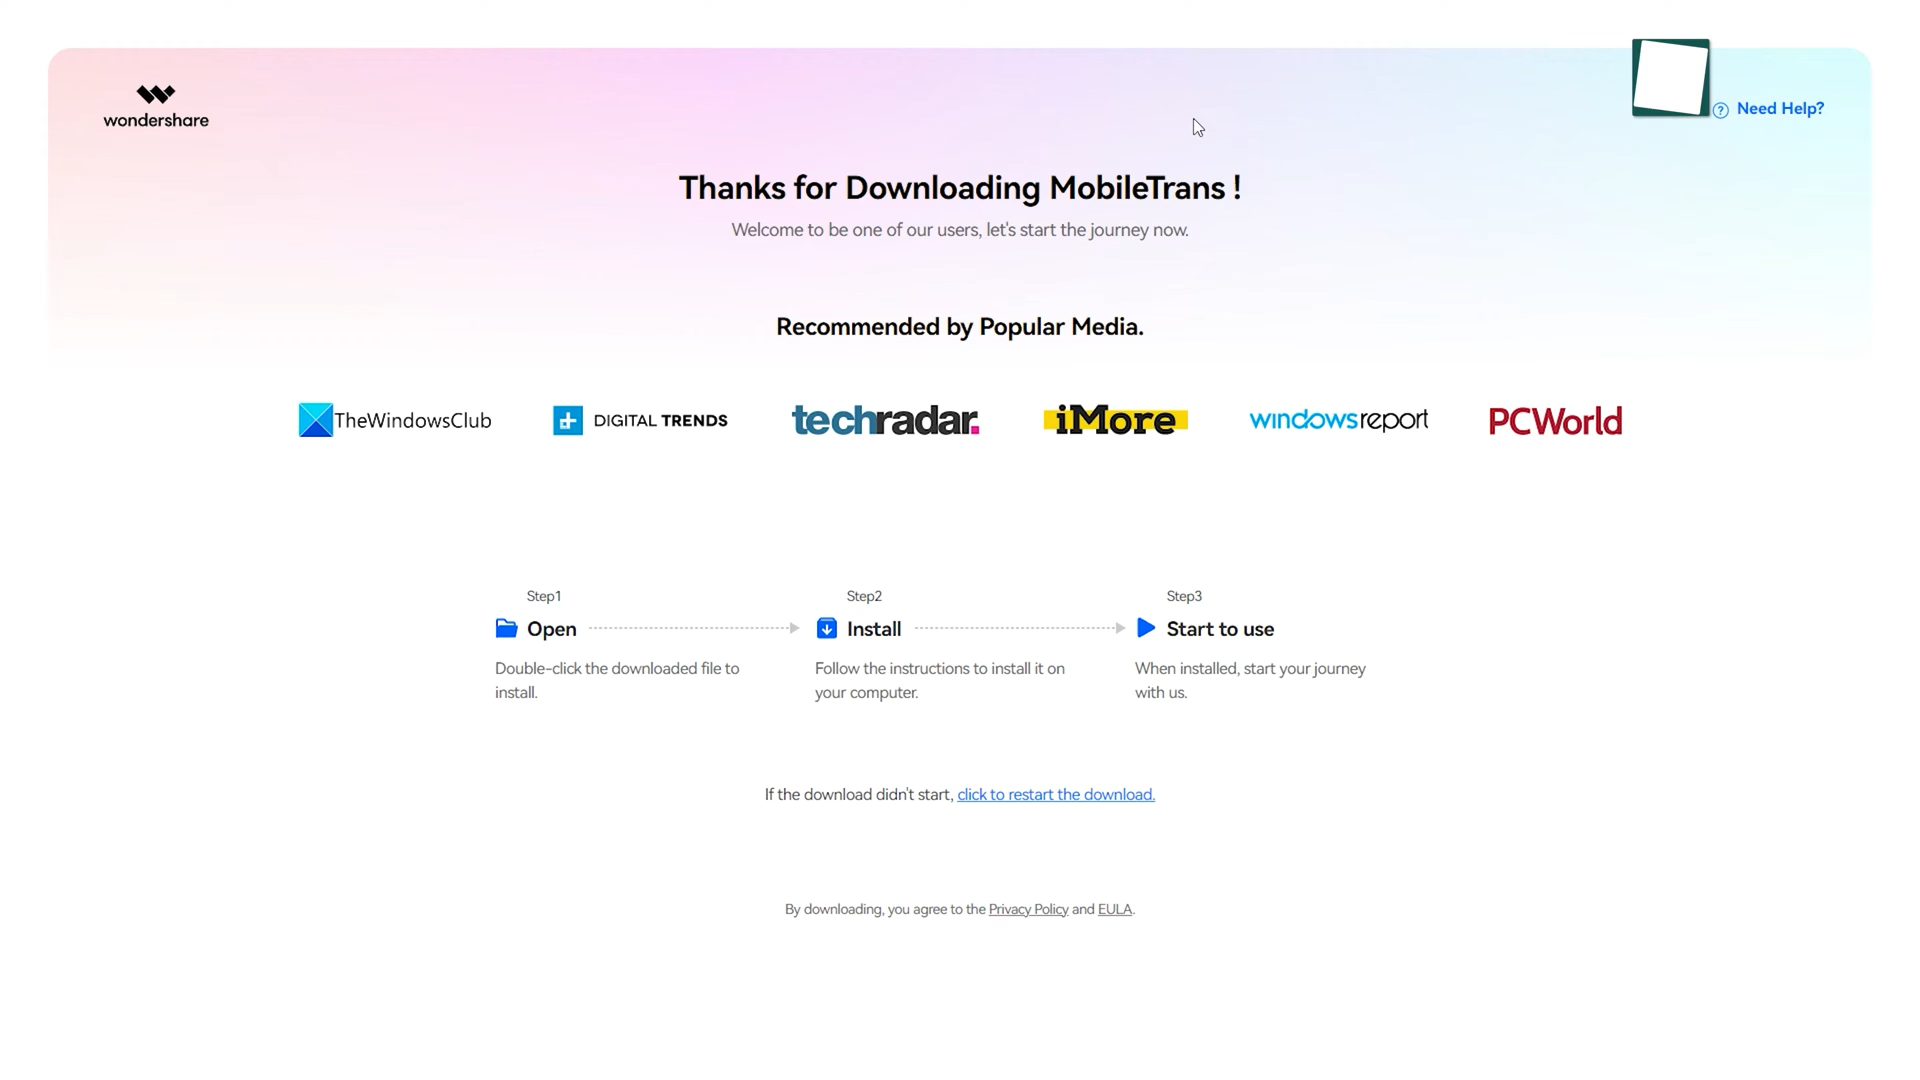 wondershare
Need Help?
Thanks for Downloading MobileTrans !
Welcome to be one of our users, let's start the journey now.
Recommended by Popular Media.
TheWindowsClub
DIGITAL TRENDS
techradar.
iMore
windowsreport
PCWorld
Step1
Open
Double-click the downloaded file to
install.
Step2
Install
Follow the instructions to install it on
your computer.
Step3
Start to use
When installed, start your journey
with us.
If the download didn't start, click to restart the download.
By downloading, you agree to the Privacy Policy and EULA.